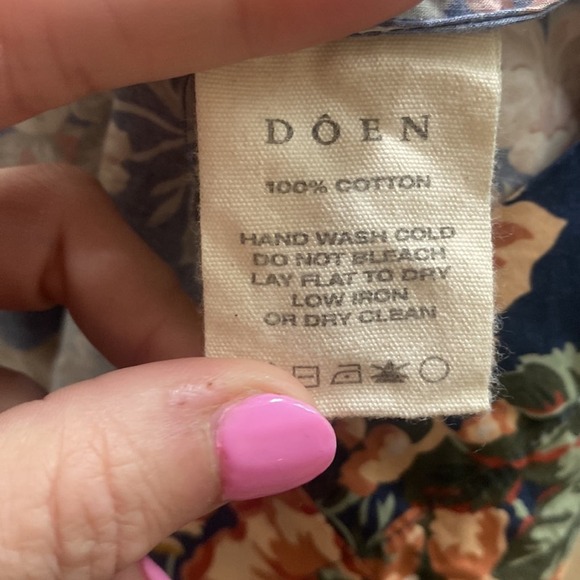 DÔEN
100% COTTON
HAND WASH COLD
DO NOT BLEACH
LAY FLAT TO DRY
LOW IRON
OR DRY CLEAN